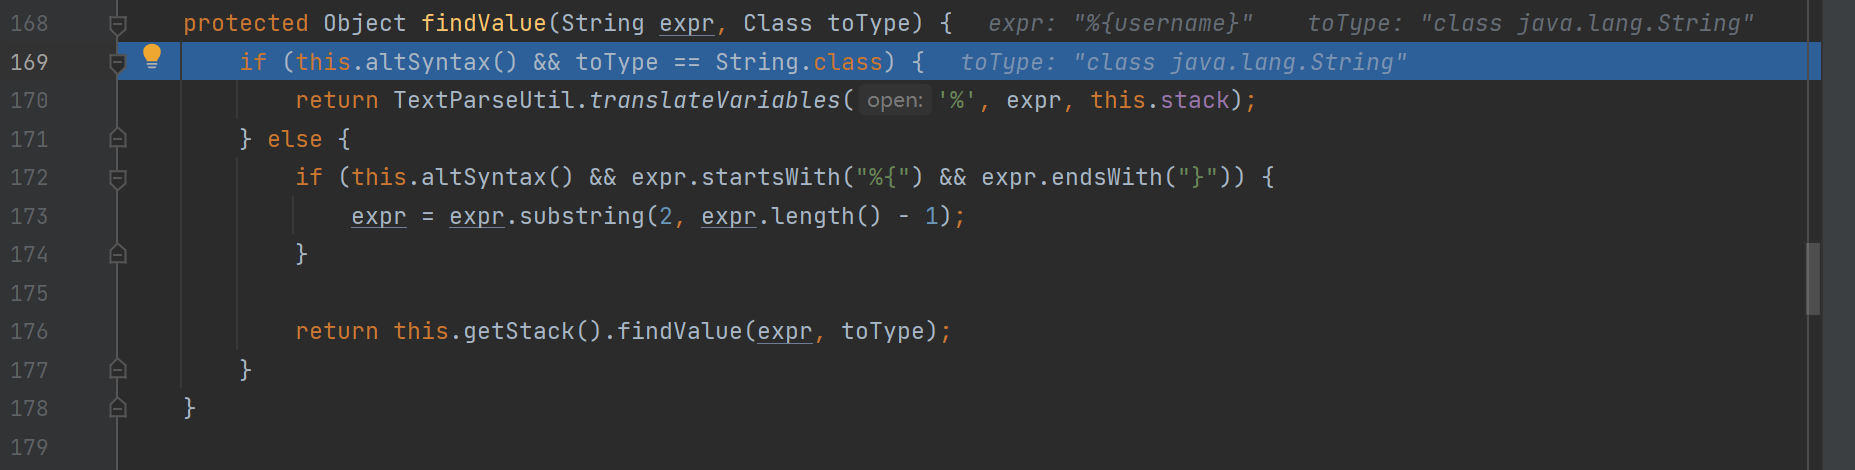 168 protected Object findValue(String expr, Class toType) { expr: "%{username}" toType: "class java.lang.String"
169 if (this.altSyntax() && toType == String.class) { toType: "class java.lang.String"
170 return TextParseUtil.translateVariables( open: '%', expr, this.stack);
171 } else {
172 if (this.altSyntax() && expr.startsWith("%{") && expr.endsWith("}")) {
173 expr = expr.substring(2, expr.length() - 1);
174 }
175
176 return this.getStack().findValue(expr, toType);
177 }
178 }
179